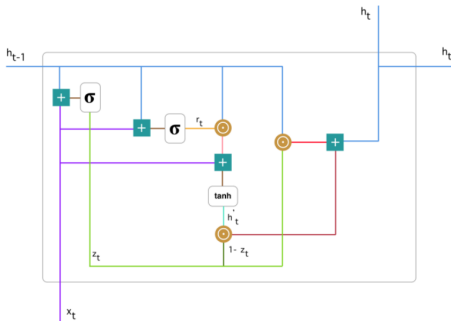 h_t
h_{t-1}
h_t
+
σ
+
σ
r_t
+
+
tanh
h'_t
1- z_t
z_t
x_t